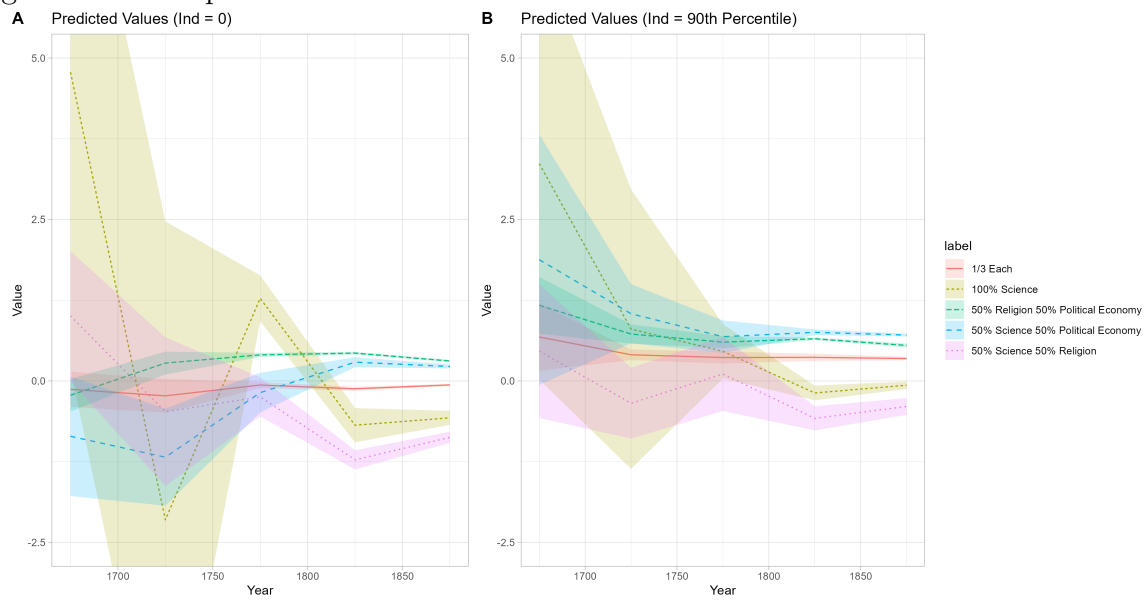 A Predicted Values (Ind = 0)
5.0
2.5
0.0
-2.5
Value
1700 1750 1800 1850
Year
B Predicted Values (Ind = 90th Percentile)
5.0
2.5
0.0
-2.5
Value
1700 1750 1800 1850
Year
label
1/3 Each
100% Science
50% Religion 50% Political Economy
50% Science 50% Political Economy
50% Science 50% Religion